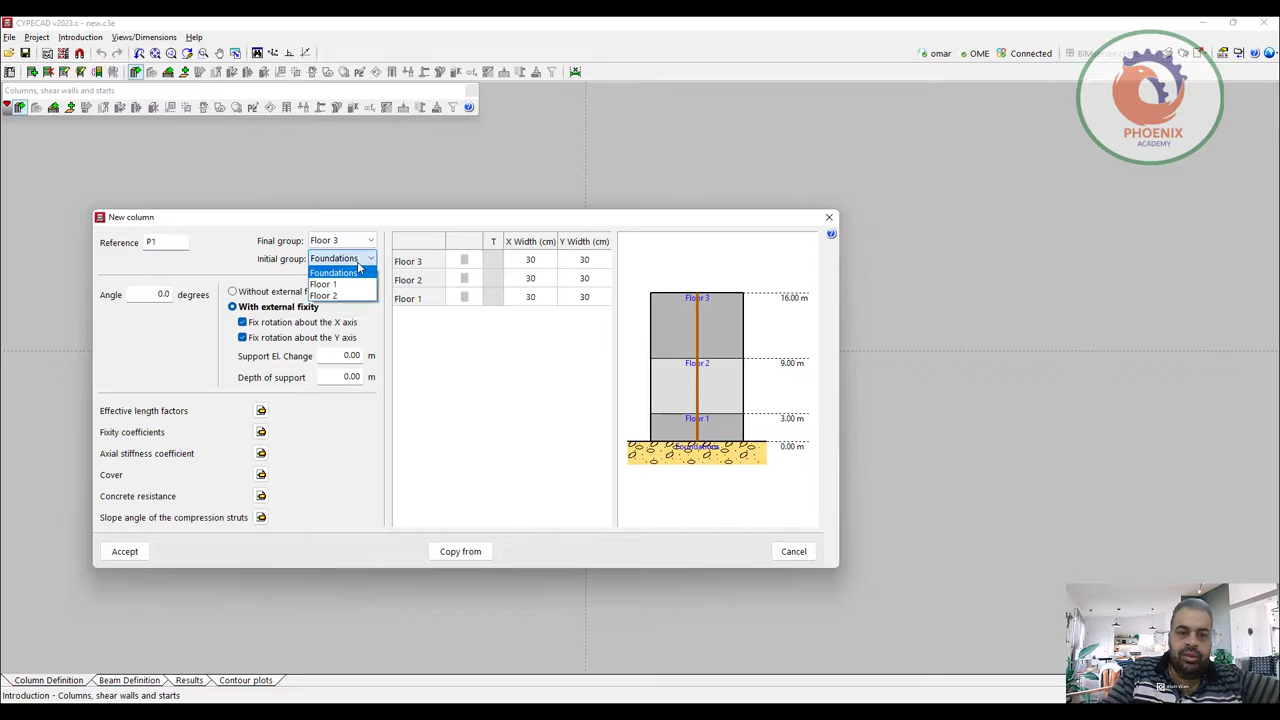 CYPECAD v2023.c - new.c3e
File Project Introduction Views/Dimensions Help
omar OME Connected
Columns, shear walls and starts
PHOENIX
ACADEMY
New column
Reference P1
Final group: Floor 3
Initial group: Foundations
Foundations
Floor 1
Floor 2
Angle 0.0 degrees
Without external f
With external fixity
Fix rotation about the X axis
Fix rotation about the Y axis
Support El. Change 0.00 m
Depth of support 0.00 m
Effective length factors
Fixity coefficients
Axial stiffness coefficient
Cover
Concrete resistance
Slope angle of the compression struts
T X Width (cm) Y Width (cm)
Floor 3 30 30
Floor 2 30 30
Floor 1 30 30
Floor 3 16.00 m
Floor 2 9.00 m
Floor 1 3.00 m
Foundations 0.00 m
Accept Copy from Cancel
Column Definition Beam Definition Results Contour plots
Introduction - Columns, shear walls and starts